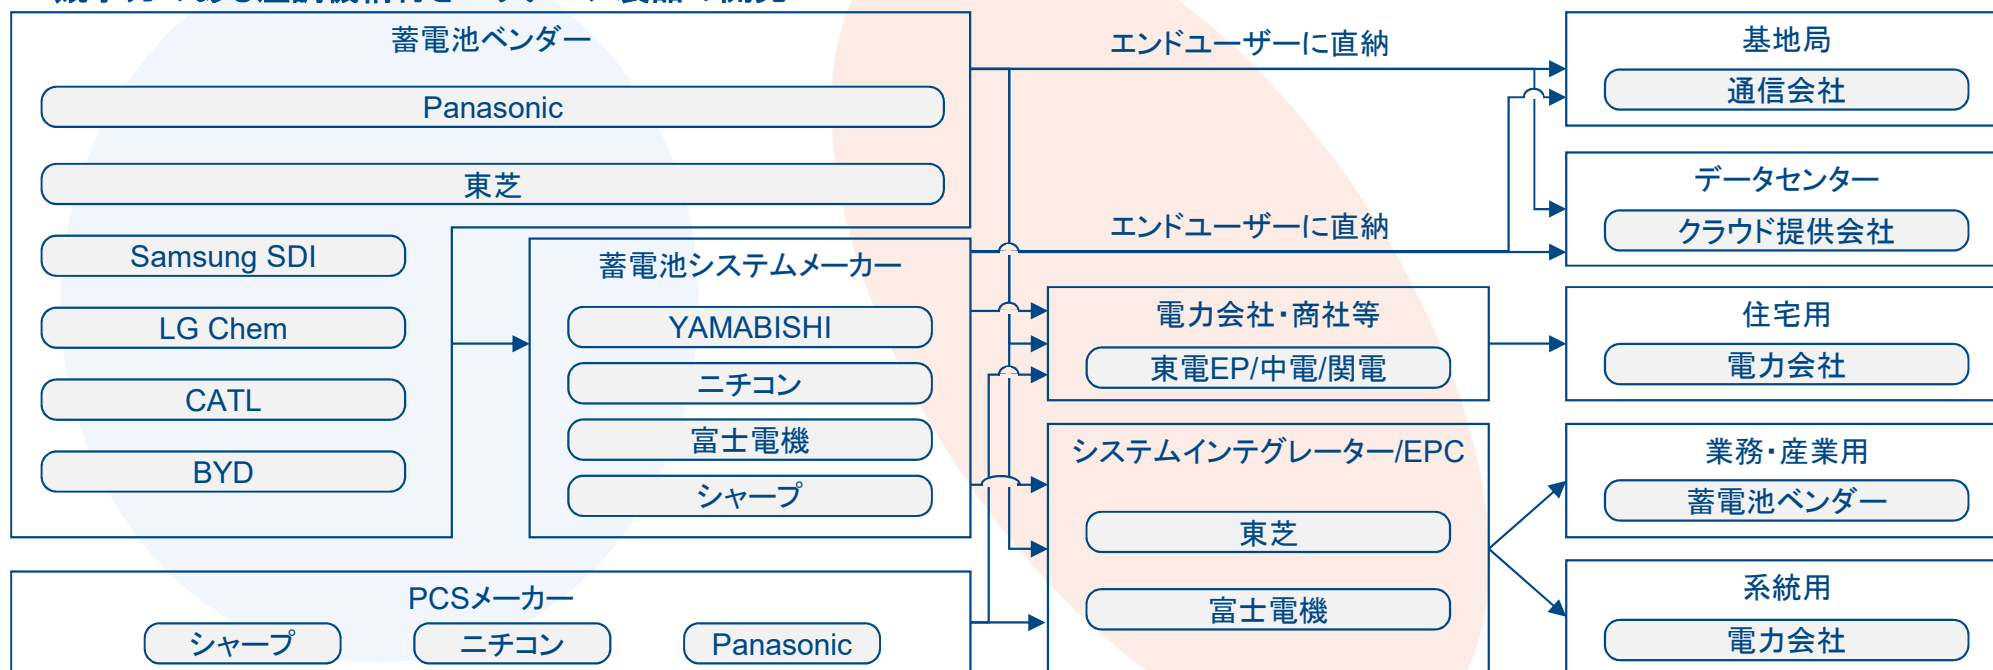 蓄電池ベンダー
Panasonic
東芝
Samsung SDI
LG Chem
CATL
BYD
蓄電池システムメーカー
YAMABISHI
ニチコン
富士電機
シャープ
PCSメーカー
シャープ
ニチコン
Panasonic
エンドユーザーに直納
エンドユーザーに直納
電力会社・商社等
東電EP/中電/関電
システムインテグレーター/EPC
東芝
富士電機
基地局
通信会社
データセンター
クラウド提供会社
住宅用
電力会社
業務・産業用
蓄電池ベンダー
系統用
電力会社